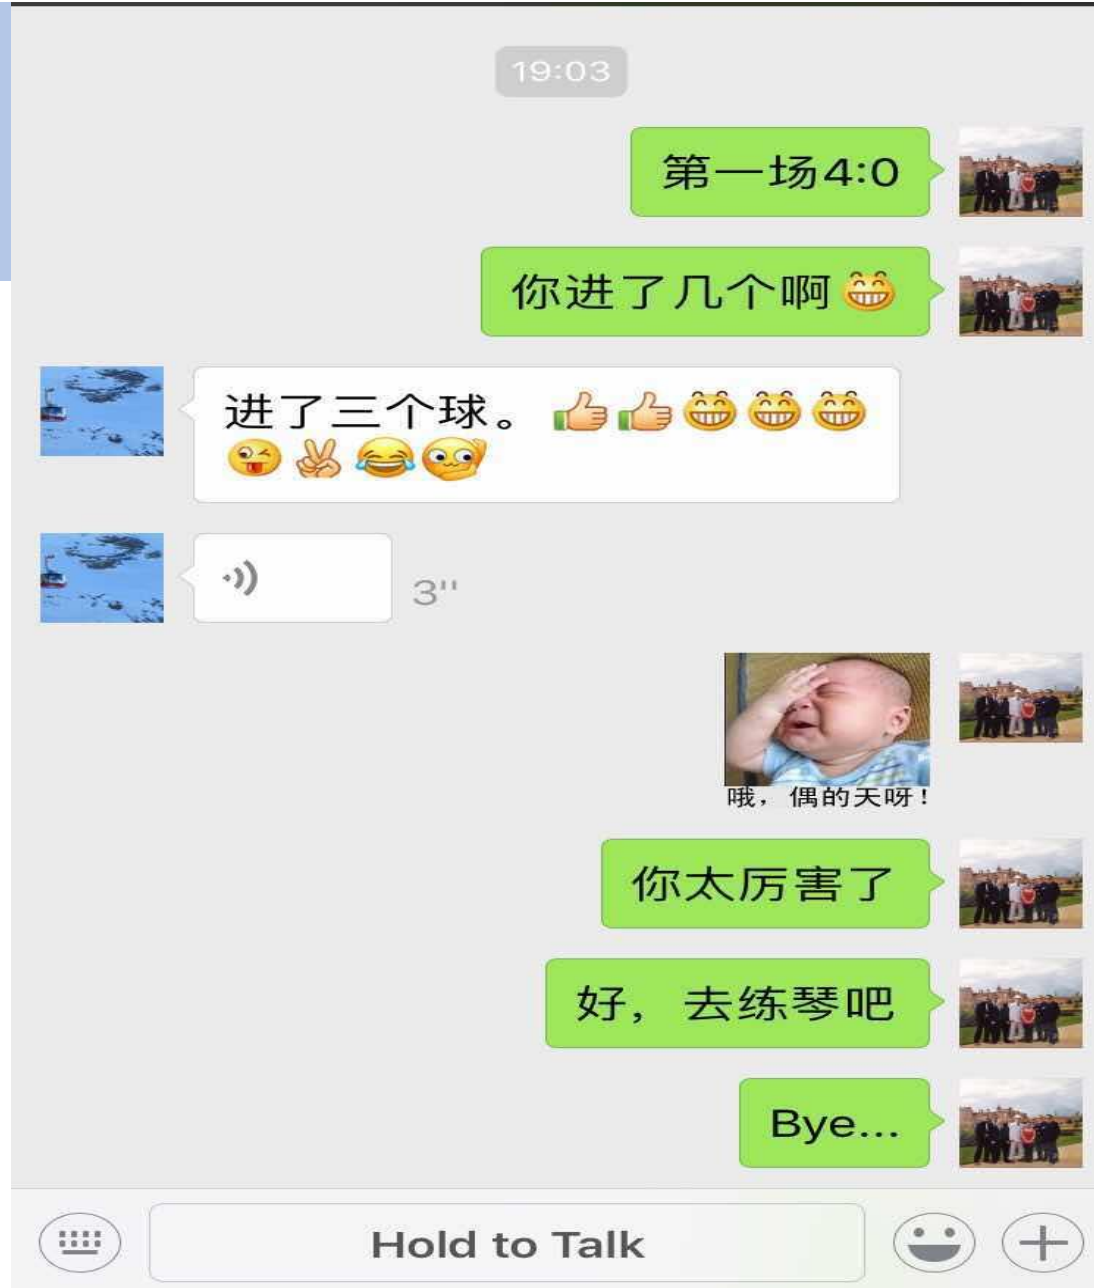 19:03
第一场4:0
你进了几个啊😁
进了三个球。👍👍😁😁😁
😜✌️😂🤔
3''
哦，偶的天呀！
你太厉害了
好，去练琴吧
Bye...
Hold to Talk